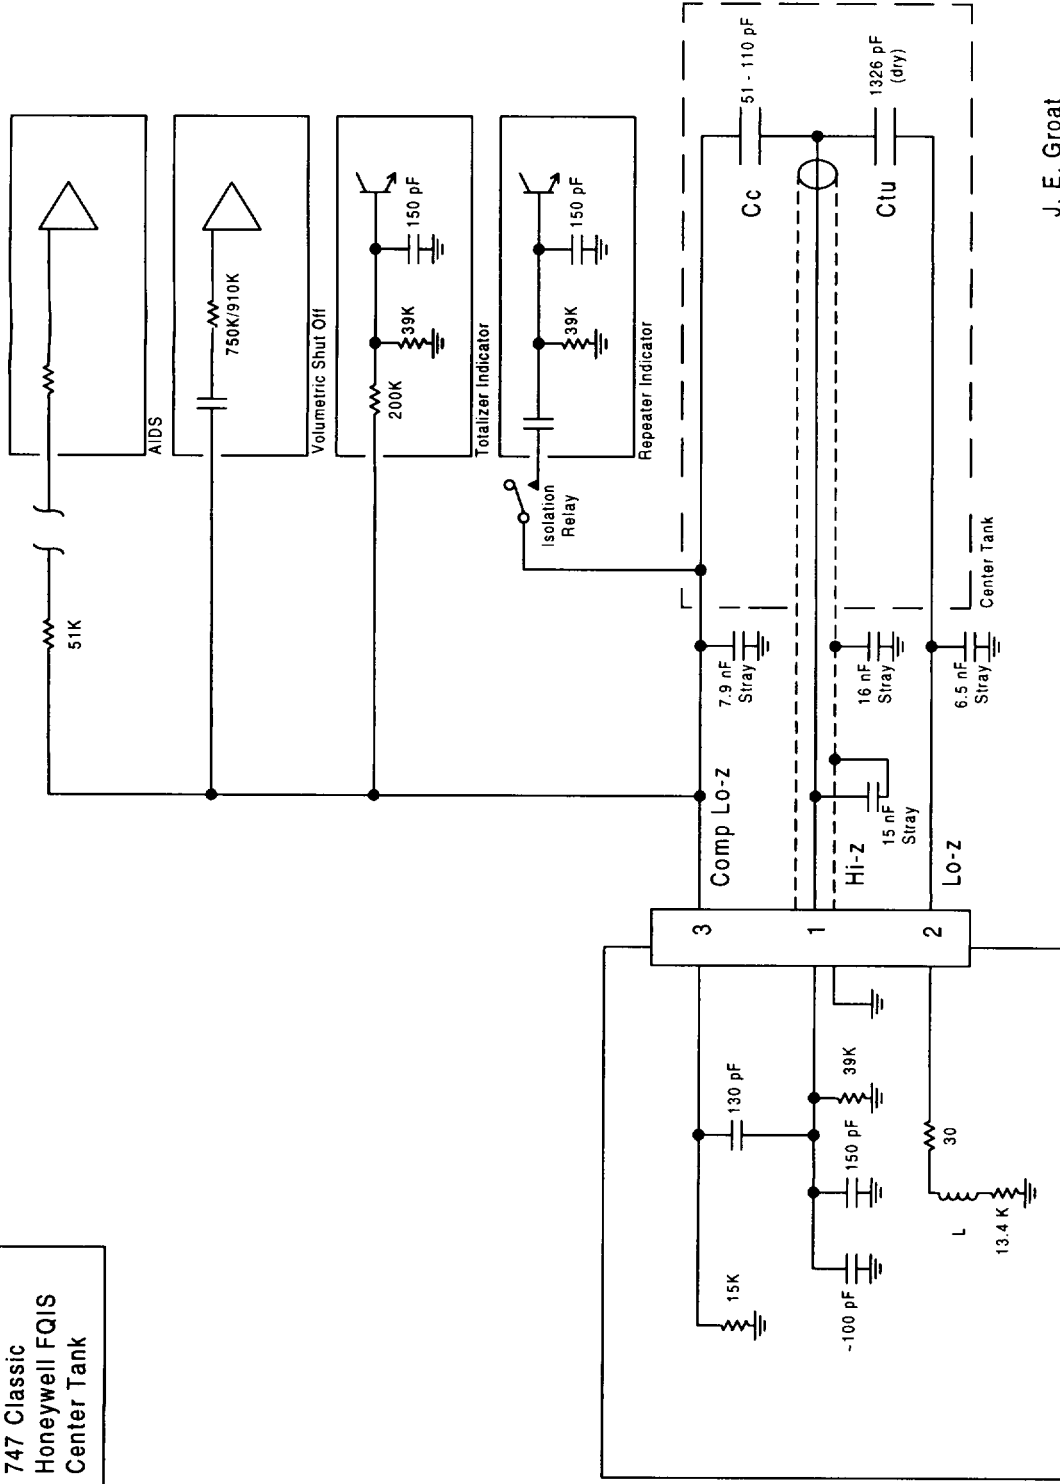 747 Classic
Honeywell FQIS
Center Tank
AIDS
51K
Volumetric Shut Off
750K/910K
Totalizer Indicator
200K
39K
150 pF
Repeater Indicator
39K
150 pF
Isolation
Relay
Center Tank
Cc
51 - 110 pF
Ctu
1326 pF
(dry)
7.9 nF
Stray
16 nF
Stray
6.5 nF
Stray
15 nF
Stray
Comp Lo-Z
Hi-Z
Lo-Z
3
1
2
130 pF
15K
39K
150 pF
~100 pF
30
L
13.4 K
J. E. Groat